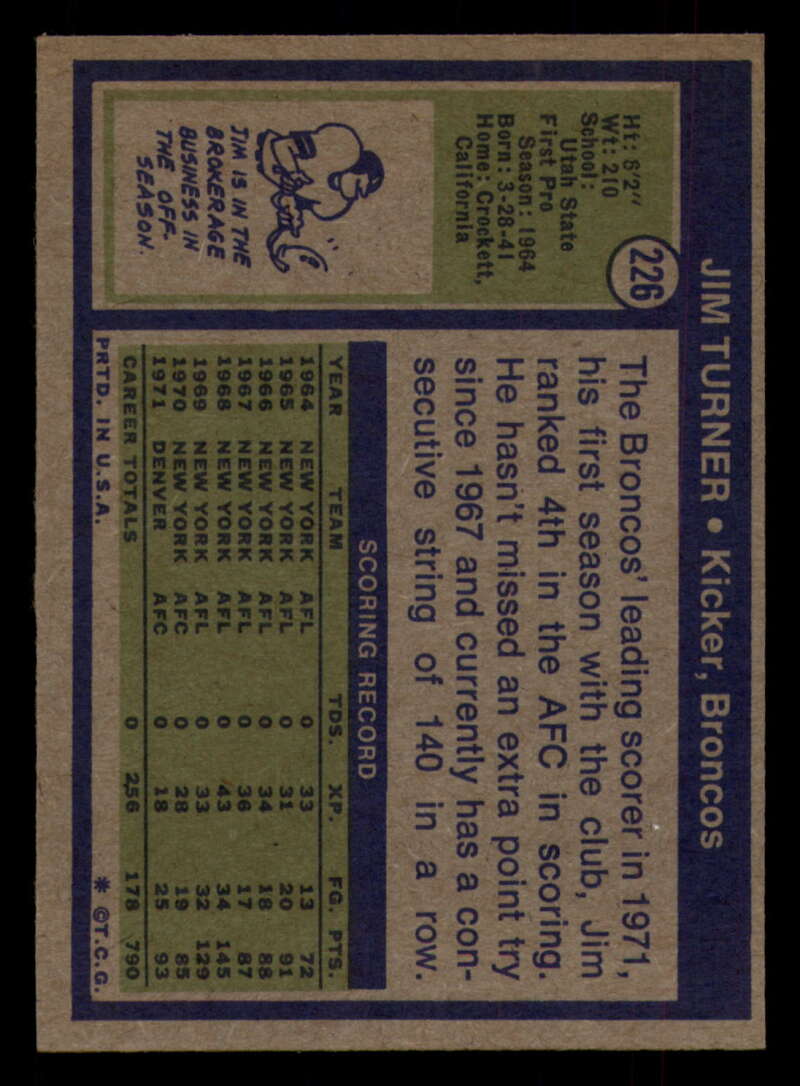 226
JIM TURNER • Kicker, Broncos
Ht: 6'2"
Wt: 210
School:
Utah State
First Pro
Season: 1964
Born: 3-28-41
Home: Crockett,
California
JIM IS IN THE
BROKERAGE
BUSINESS IN
THE OFF-
SEASON.
The Broncos' leading scorer in 1971,
his first season with the club, Jim
ranked 4th in the AFC in scoring.
He hasn't missed an extra point try
since 1967 and currently has a con-
secutive string of 140 in a row.
SCORING RECORD
YEAR TEAM TDS. XP. FG. PTS.
1964 NEW YORK AFL 0 33 13 72
1965 NEW YORK AFL 0 31 20 91
1966 NEW YORK AFL 0 34 18 88
1967 NEW YORK AFL 0 36 17 87
1968 NEW YORK AFL 0 43 34 145
1969 NEW YORK AFL 0 33 32 129
1970 NEW YORK AFC 0 28 19 85
1971 DENVER AFC 0 18 25 93
CAREER TOTALS 0 256 178 790
PRTD. IN U.S.A. * ©T.C.G.